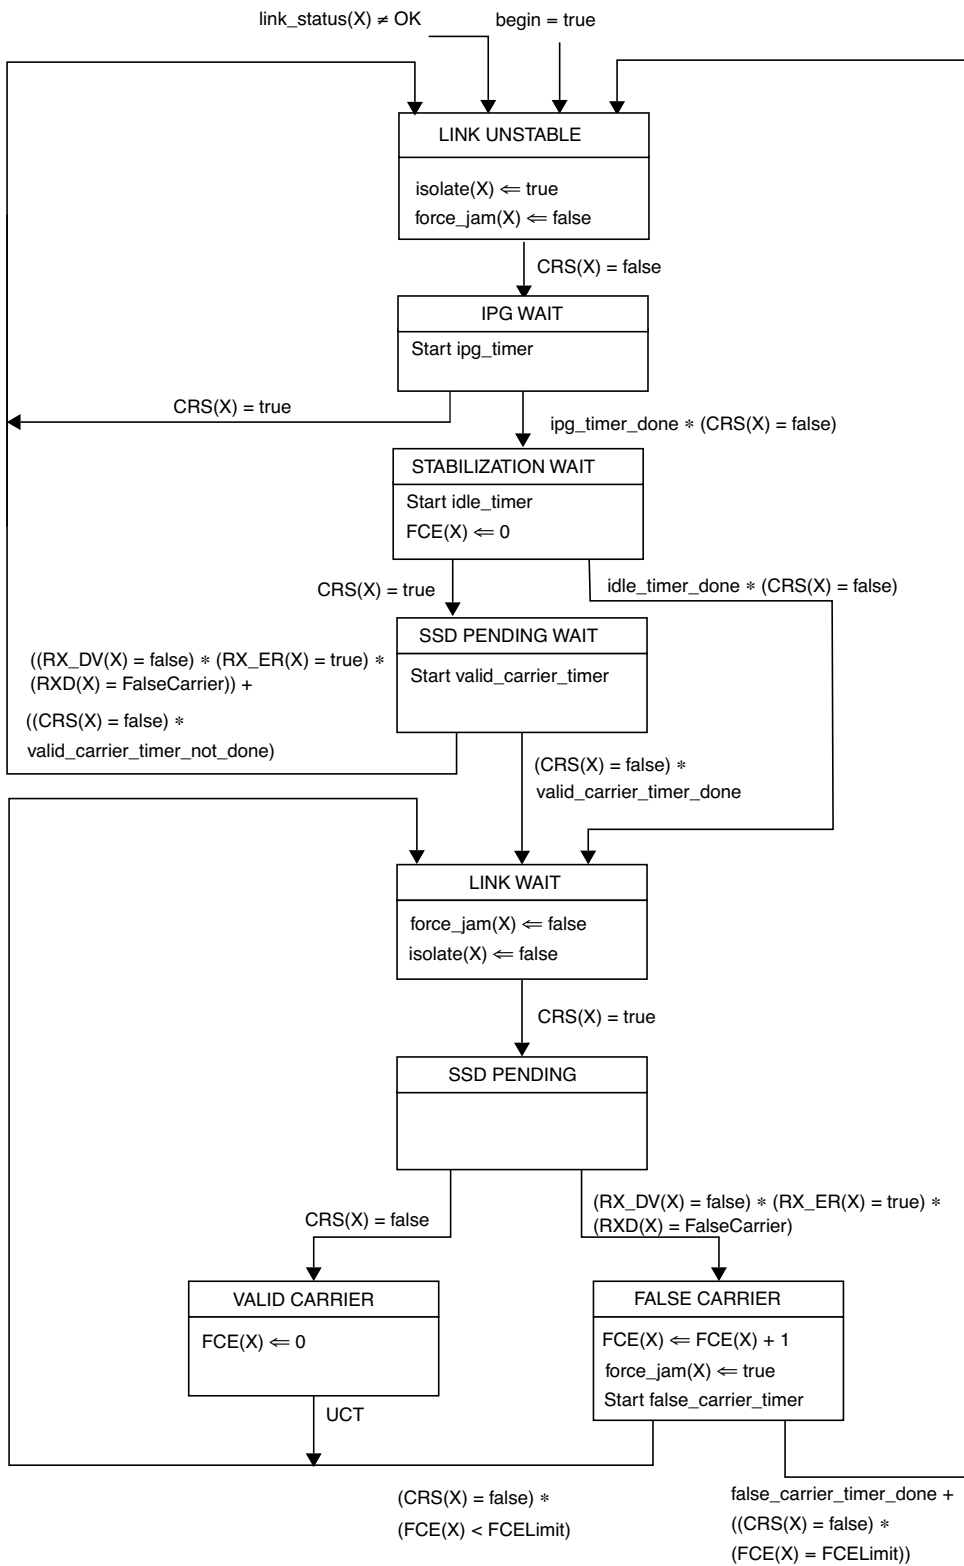 link_status(X) ≠ OK
begin = true
LINK UNSTABLE
isolate(X) ⇐ true
force_jam(X) ⇐ false
CRS(X) = false
IPG WAIT
Start ipg_timer
CRS(X) = true
ipg_timer_done * (CRS(X) = false)
STABILIZATION WAIT
Start idle_timer
FCE(X) ⇐ 0
CRS(X) = true
idle_timer_done * (CRS(X) = false)
SSD PENDING WAIT
Start valid_carrier_timer
((RX_DV(X) = false) * (RX_ER(X) = true) *
(RXD(X) = FalseCarrier)) +
((CRS(X) = false) *
valid_carrier_timer_not_done)
(CRS(X) = false) *
valid_carrier_timer_done
LINK WAIT
force_jam(X) ⇐ false
isolate(X) ⇐ false
CRS(X) = true
SSD PENDING
CRS(X) = false
(RX_DV(X) = false) * (RX_ER(X) = true) *
(RXD(X) = FalseCarrier)
VALID CARRIER
FCE(X) ⇐ 0
UCT
FALSE CARRIER
FCE(X) ⇐ FCE(X) + 1
force_jam(X) ⇐ true
Start false_carrier_timer
(CRS(X) = false) *
(FCE(X) < FCELimit)
false_carrier_timer_done +
((CRS(X) = false) *
(FCE(X) = FCELimit))